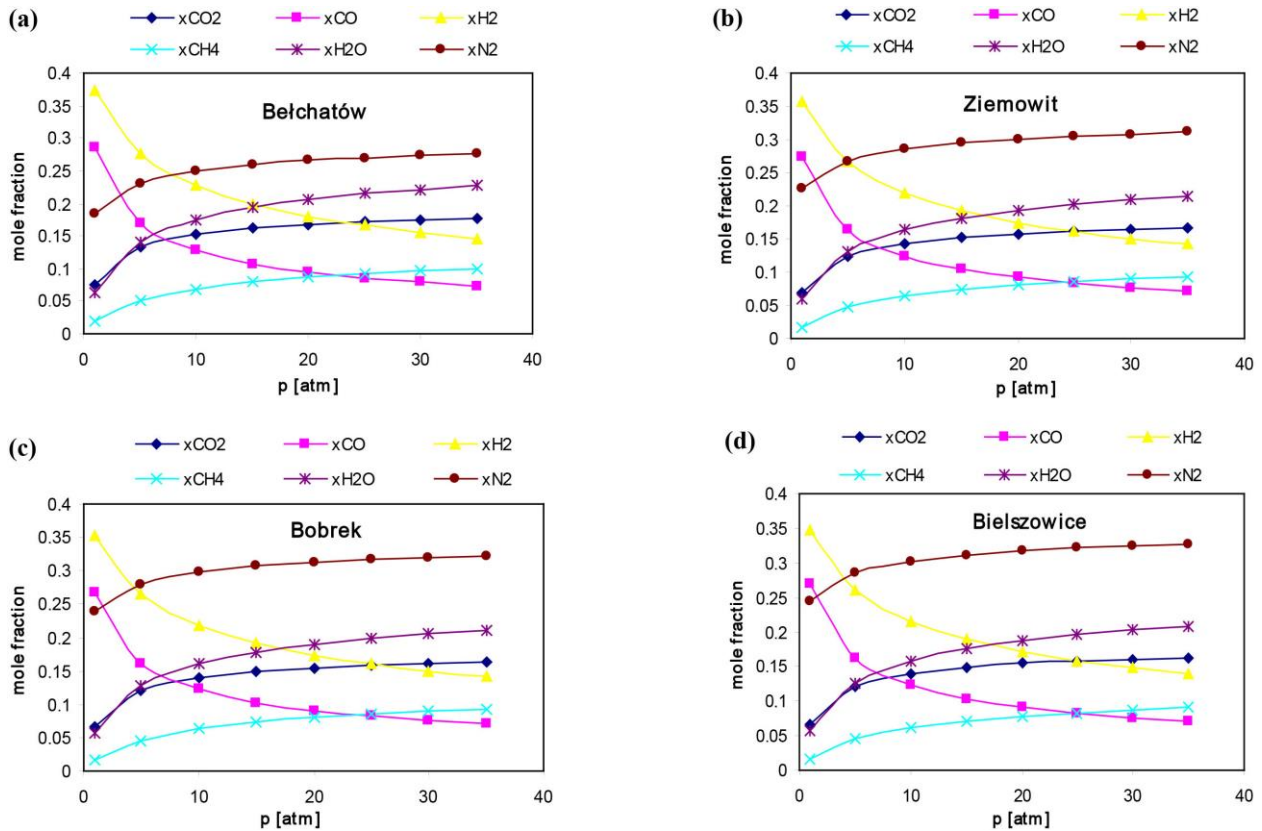 (a)
xCO2 xCO xH2
xCH4 xH2O xN2
0.4
0.35
0.3
0.25
0.2
0.15
0.1
0.05
0
mole fraction
Bełchatów
0 10 20 30 40
p [atm]
(b)
xCO2 xCO xH2
xCH4 xH2O xN2
0.4
0.35
0.3
0.25
0.2
0.15
0.1
0.05
0
mole fraction
Ziemowit
0 10 20 30 40
p [atm]
(c)
xCO2 xCO xH2
xCH4 xH2O xN2
0.4
0.35
0.3
0.25
0.2
0.15
0.1
0.05
0
mole fraction
Bobrek
0 10 20 30 40
p [atm]
(d)
xCO2 xCO xH2
xCH4 xH2O xN2
0.4
0.35
0.3
0.25
0.2
0.15
0.1
0.05
0
mole fraction
Bielszowice
0 10 20 30 40
p [atm]